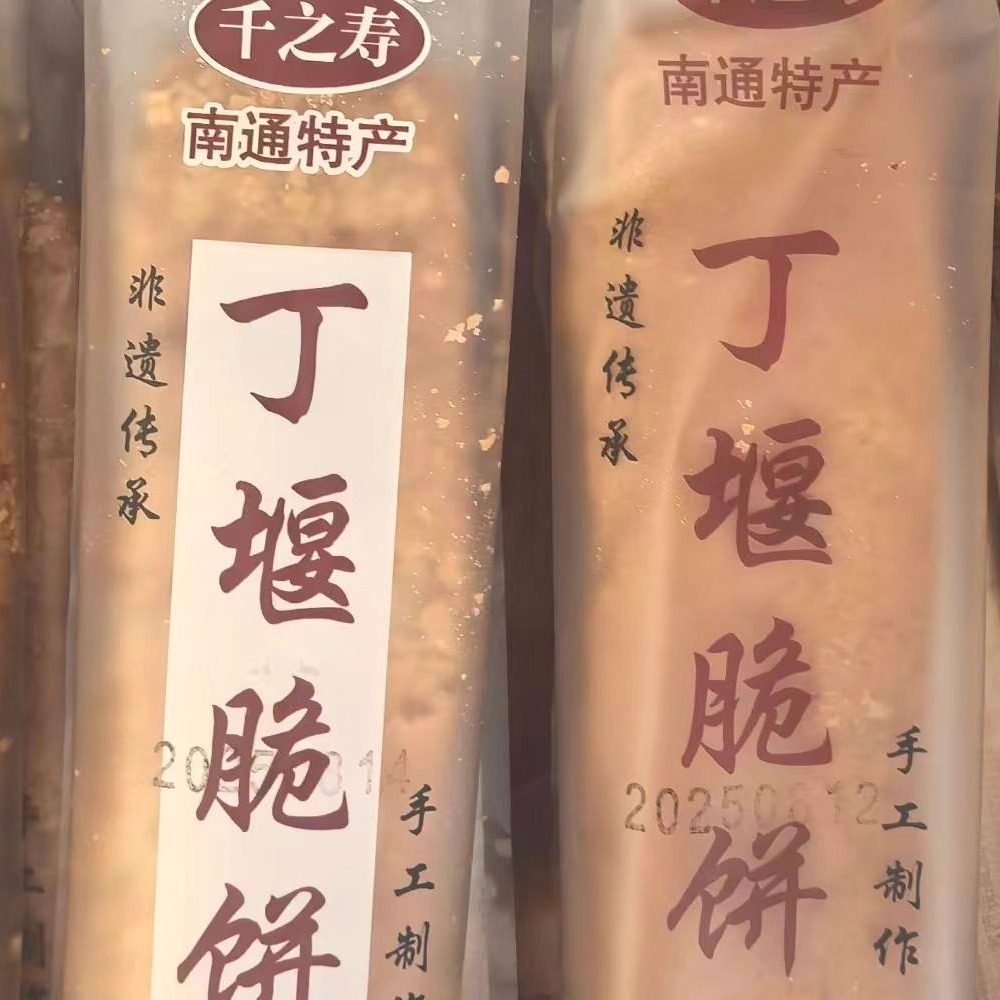 千之寿
南通特产
非遗传承
丁堰脆饼
手工制
南通特产
非遗传承
丁堰脆饼
手工制作